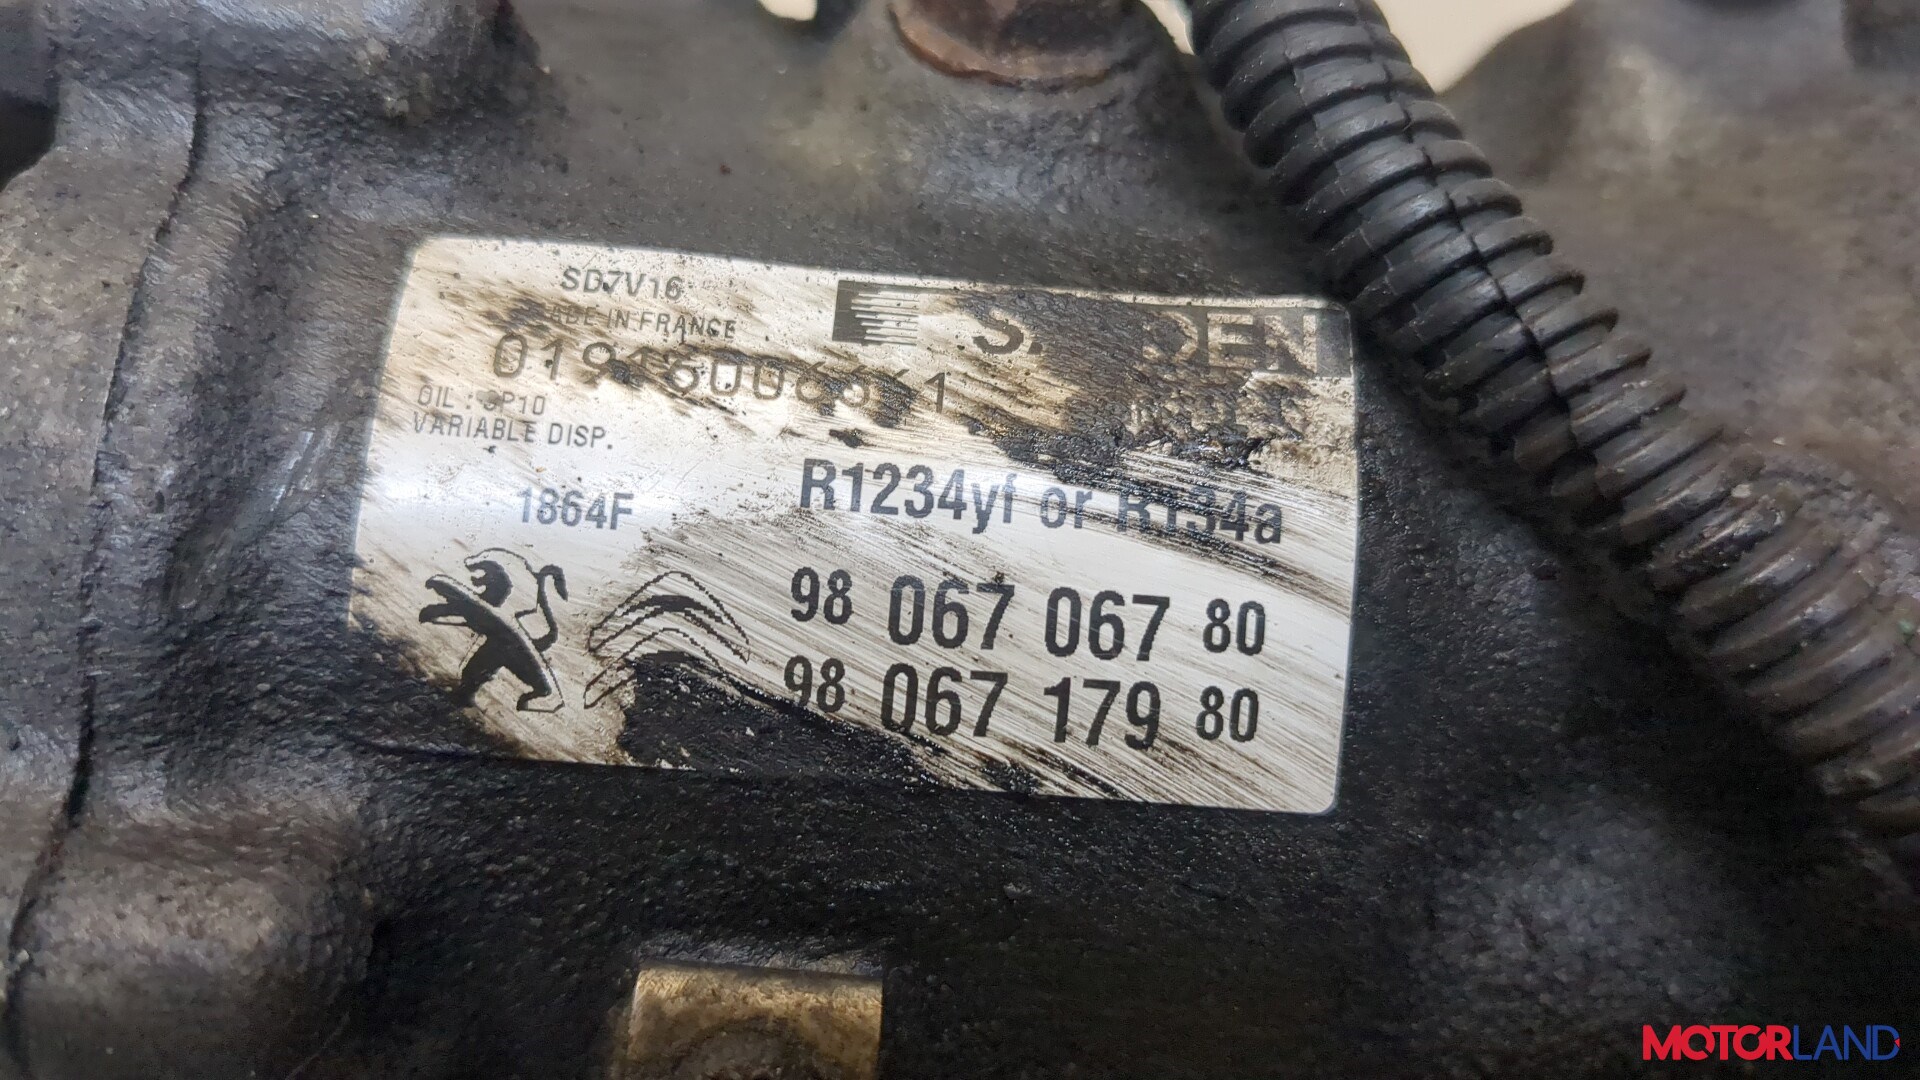 SD7V16
MADE IN FRANCE
SANDEN
OIL : SP10
VARIABLE DISP.
1864F
R1234yf or R134a
98 067 067 80
98 067 179 80
MOTORLAND